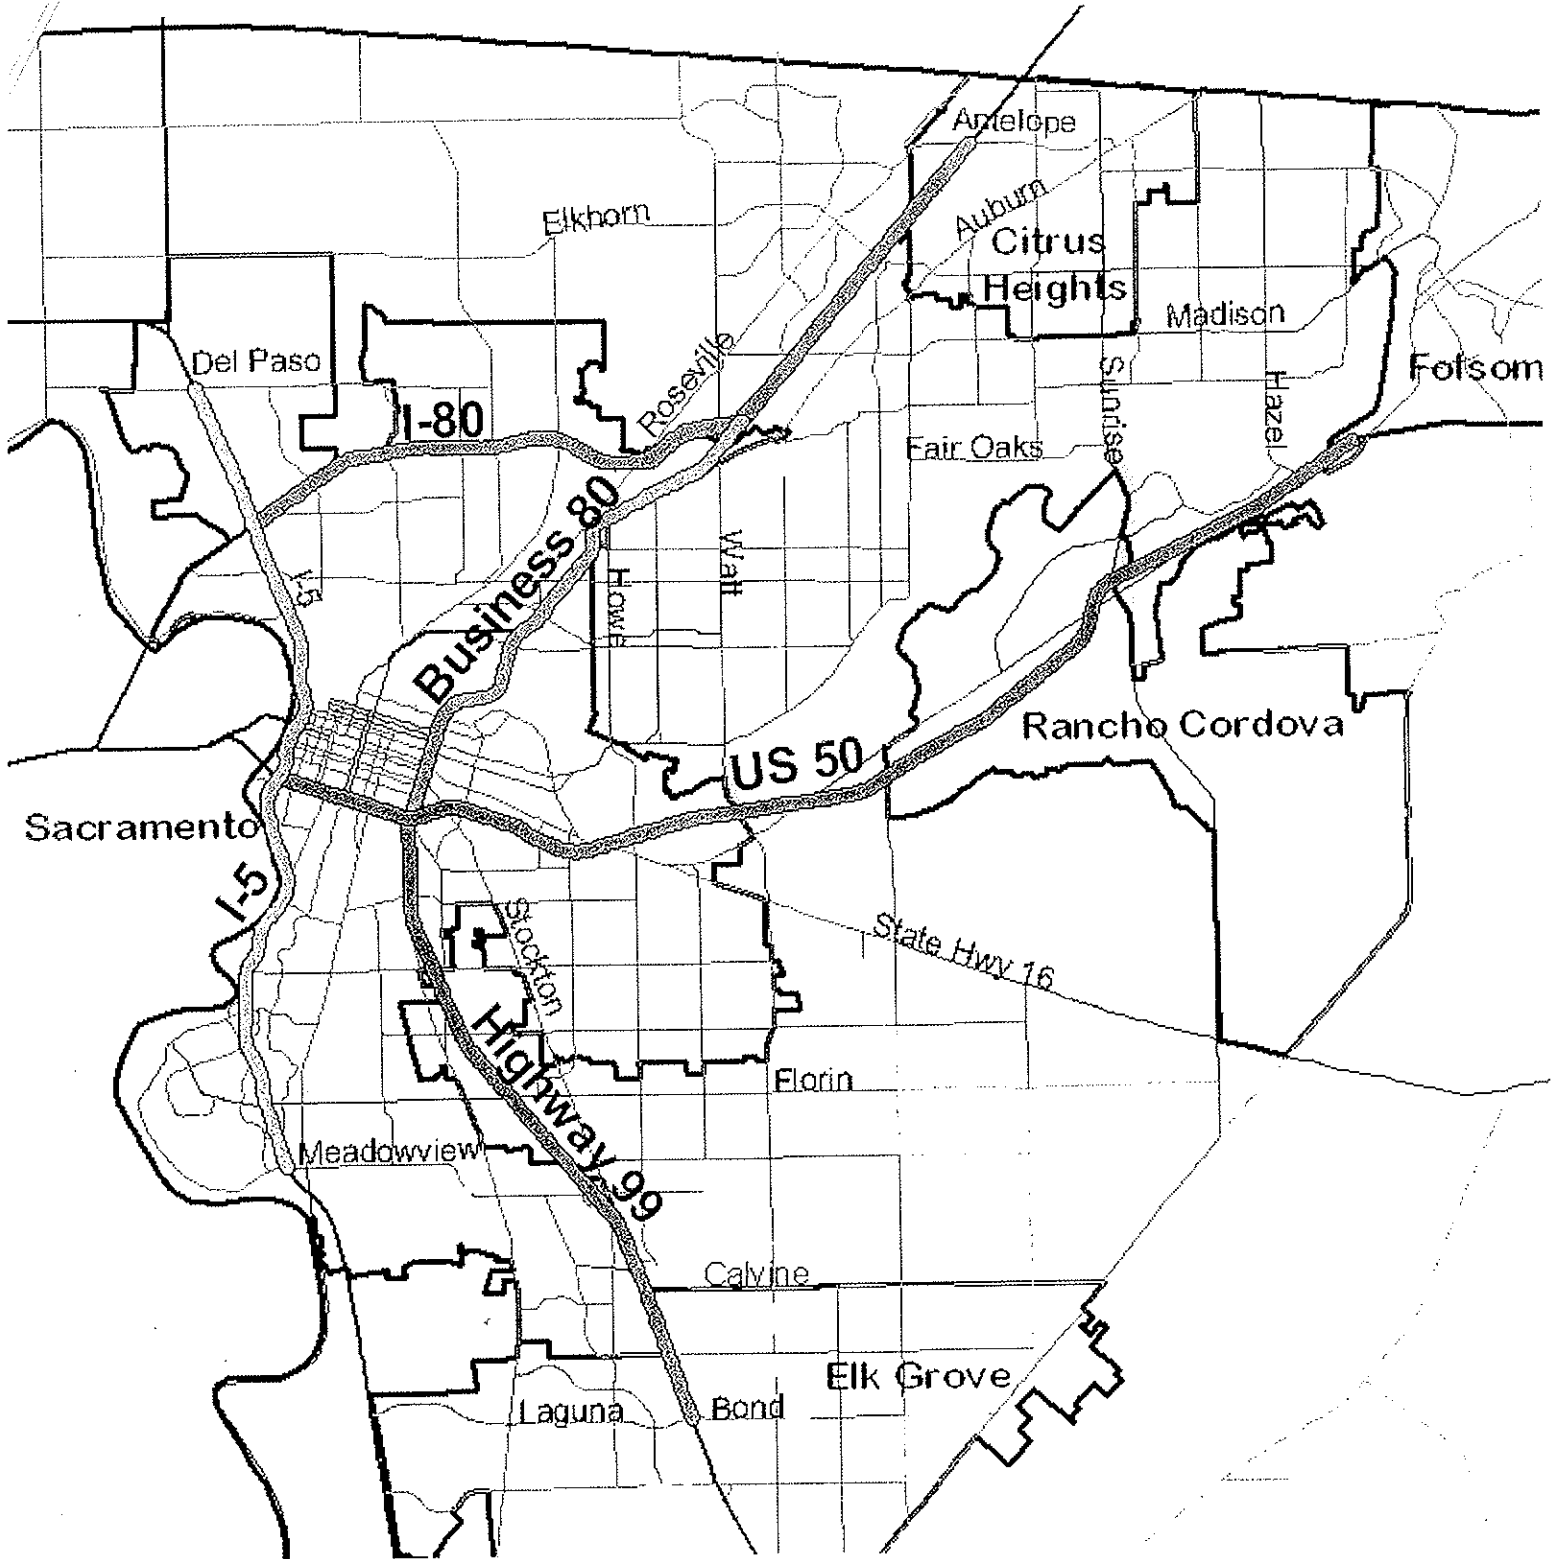 Antelope
Auburn
Elkhorn
Citrus
Heights
Madison
Del Paso
Roseville
Folsom
Sunrise
Hazel
I-80
Fair Oaks
Business 80
Watt
I-5
Howe
Rancho Cordova
US 50
Sacramento
I-5
Stockton
State Hwy 16
Highway 99
Florin
Meadowview
Calvine
Elk Grove
Laguna
Bond